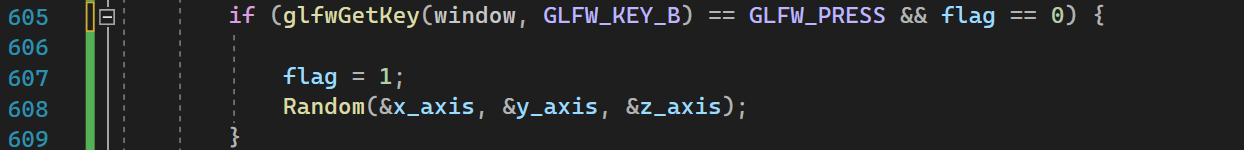 605 if (glfwGetKey(window, GLFW_KEY_B) == GLFW_PRESS && flag == 0) {
606
607 flag = 1;
608 Random(&x_axis, &y_axis, &z_axis);
609 }